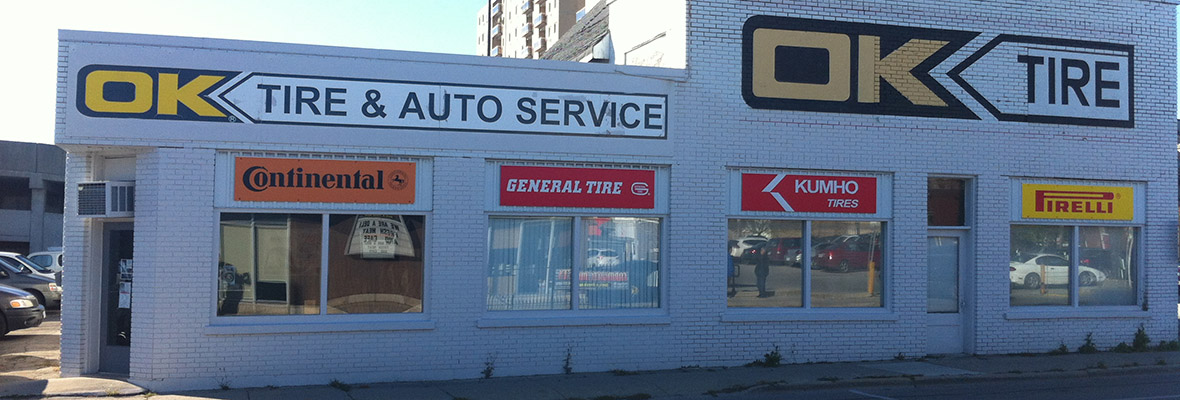 OK TIRE & AUTO SERVICE
OK TIRE
Continental
GENERAL TIRE
KUMHO
TIRES
PIRELLI